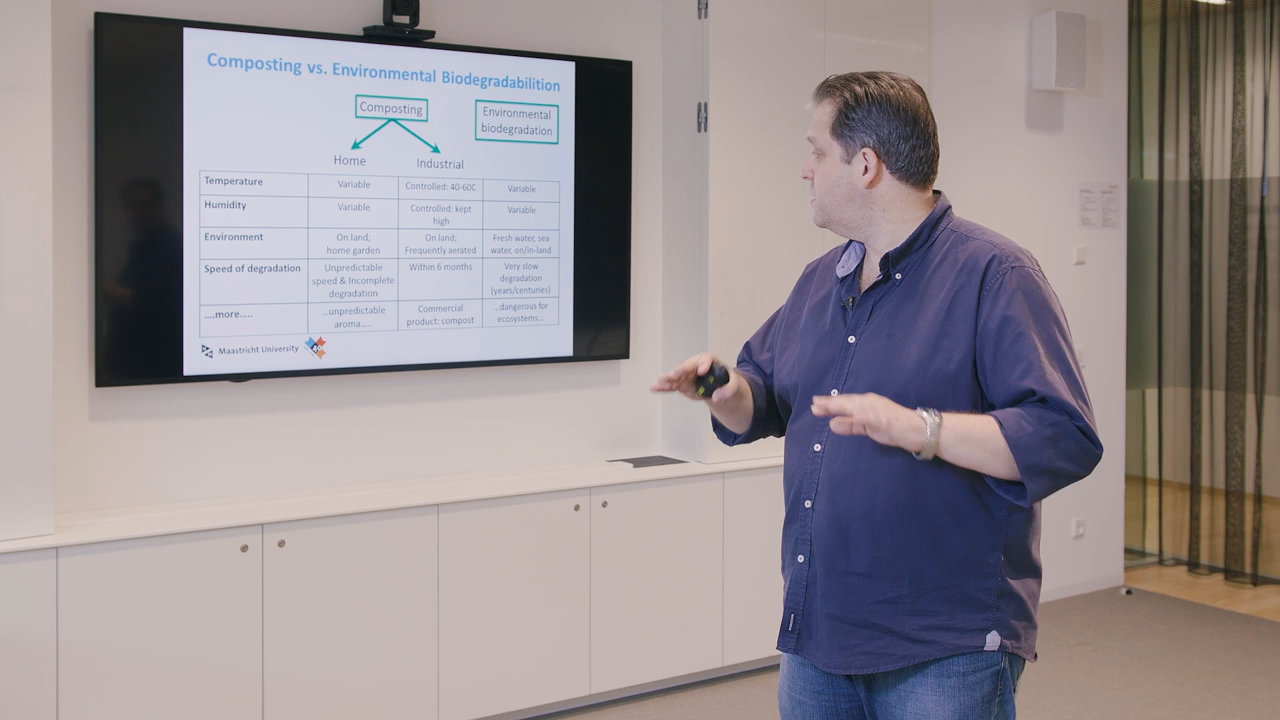 Composting vs. Environmental Biodegradabilition
Composting
Environmental
biodegradation
Home
Industrial
Temperature
Variable
Controlled: 40-60C
Variable
Humidity
Variable
Controlled: kept
high
Variable
Environment
On land;
home garden
On land;
Frequently aerated
Fresh water, sea
water, on/in-land
Speed of degradation
Unpredictable
speed & Incomplete
degradation
Within 6 months
Very slow
degradation
(years/centuries)
....more.....
...unpredictable
aroma.....
Commercial
product: compost
...dangerous for
ecosystems...
Maastricht University